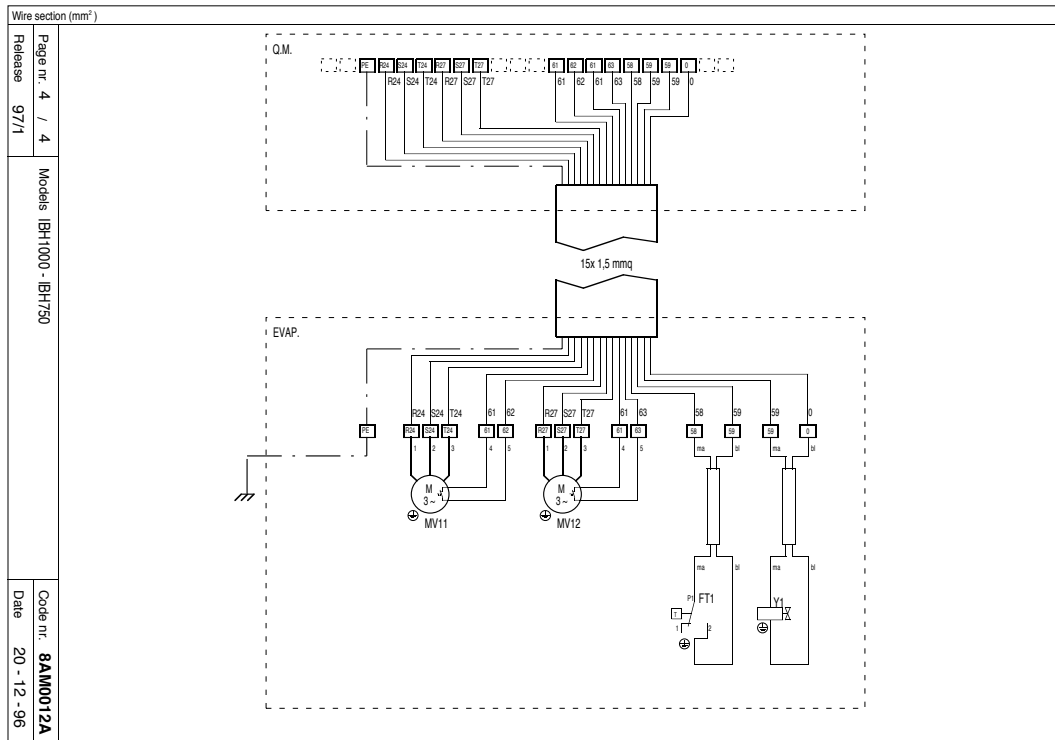 Wire section (mm²)
Page nr. 4 / 4
Release 97/1
Models IBH1000 - IBH750
Code nr. 8AM0012A
Date 20 - 12 - 96
Q.M.
PE R24 S24 T24 R27 S27 T27 61 62 61 63 58 59 59 0
R24 S24 T24 R27 S27 T27 61 62 61 63 58 59 59 0
15x 1,5 mmq
EVAP.
R24 S24 T24 61 62 R27 S27 T27 61 63 58 59 59 0
PE R24 S24 T24 61 62 R27 S27 T27 61 63 58 59 59 0
1 2 3 4 5 1 2 3 4 5 ma bl ma bl
M
3 ~
MV11
M
3 ~
MV12
ma bl ma bl
P1 FT1
T
1 2
Y1